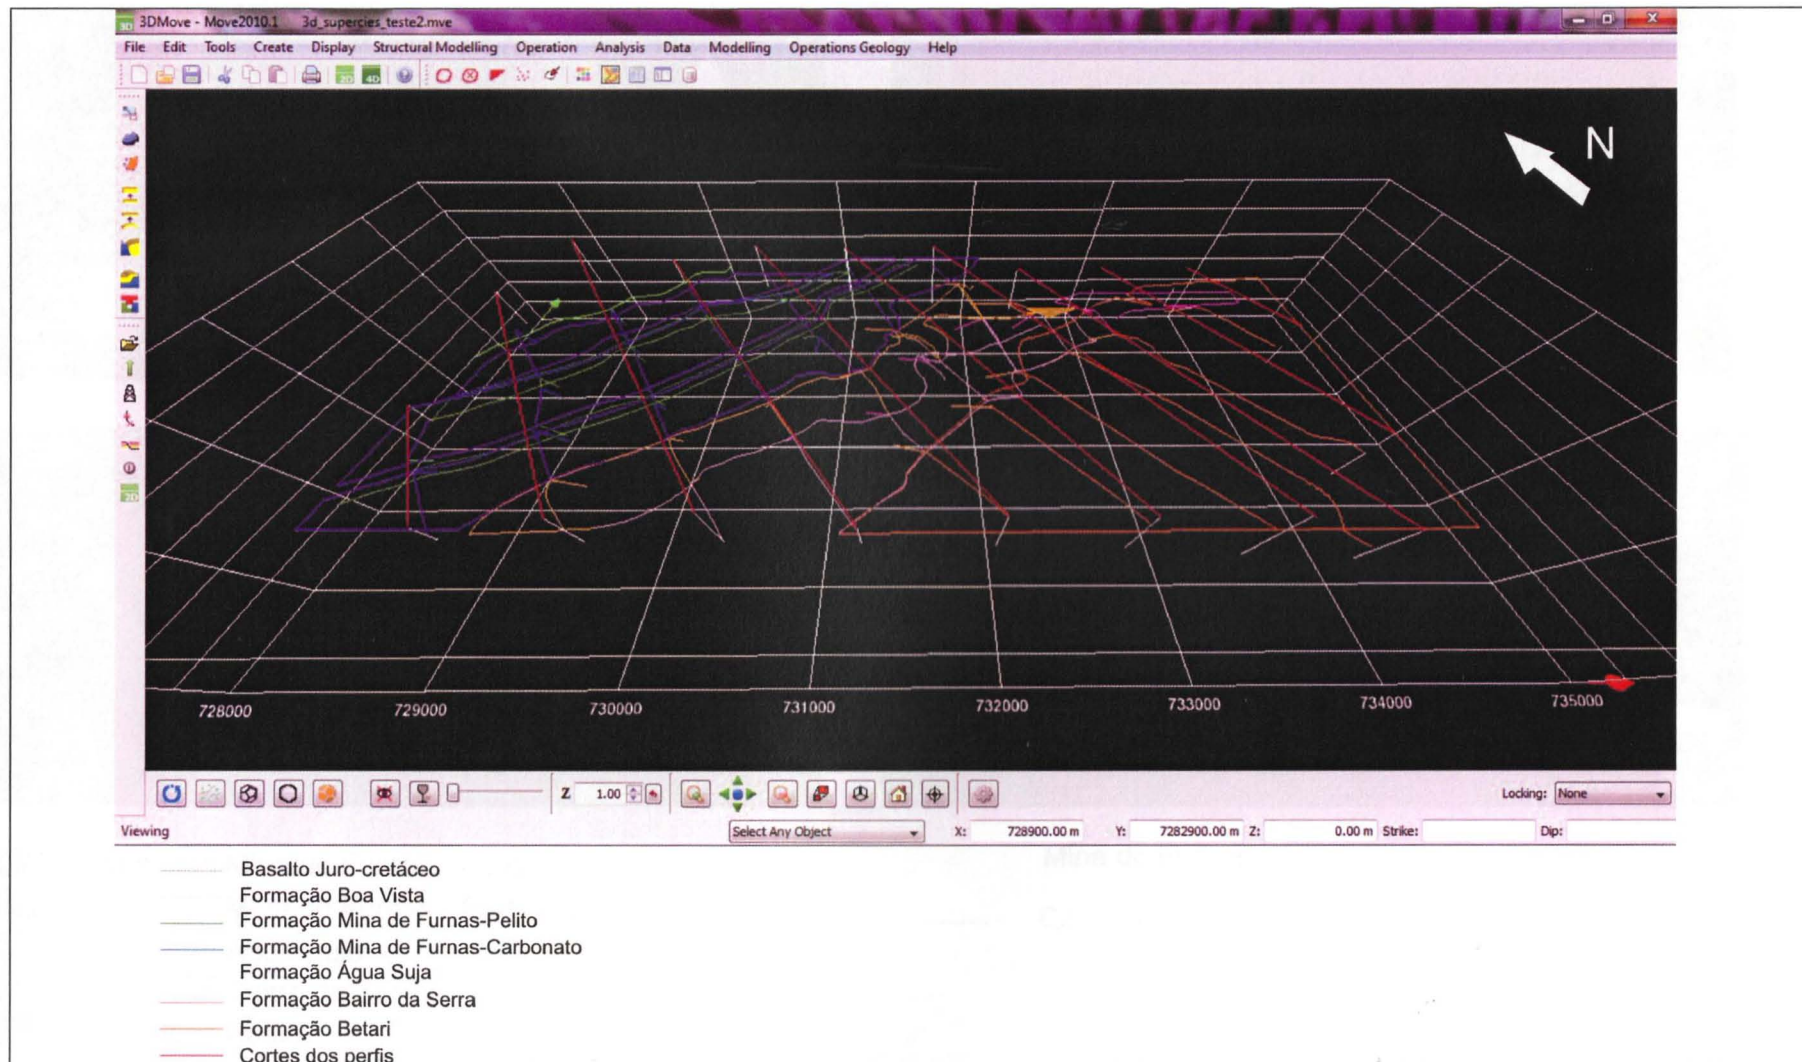 3DMove - Move2010.1 3d_supercies_teste2.mve
File Edit Tools Create Display Structural Modelling Operation Analysis Data Modelling Operations Geology Help
N
728000 729000 730000 731000 732000 733000 734000 735000
Z 1.00 Locking: None
Viewing Select Any Object X: 728900.00 m Y: 7282900.00 m Z: 0.00 m Strike: Dip:
Basalto Juro-cretáceo
Formação Boa Vista
Formação Mina de Furnas-Pelito
Formação Mina de Furnas-Carbonato
Formação Água Suja
Formação Bairro da Serra
Formação Betari
Cortes dos perfis